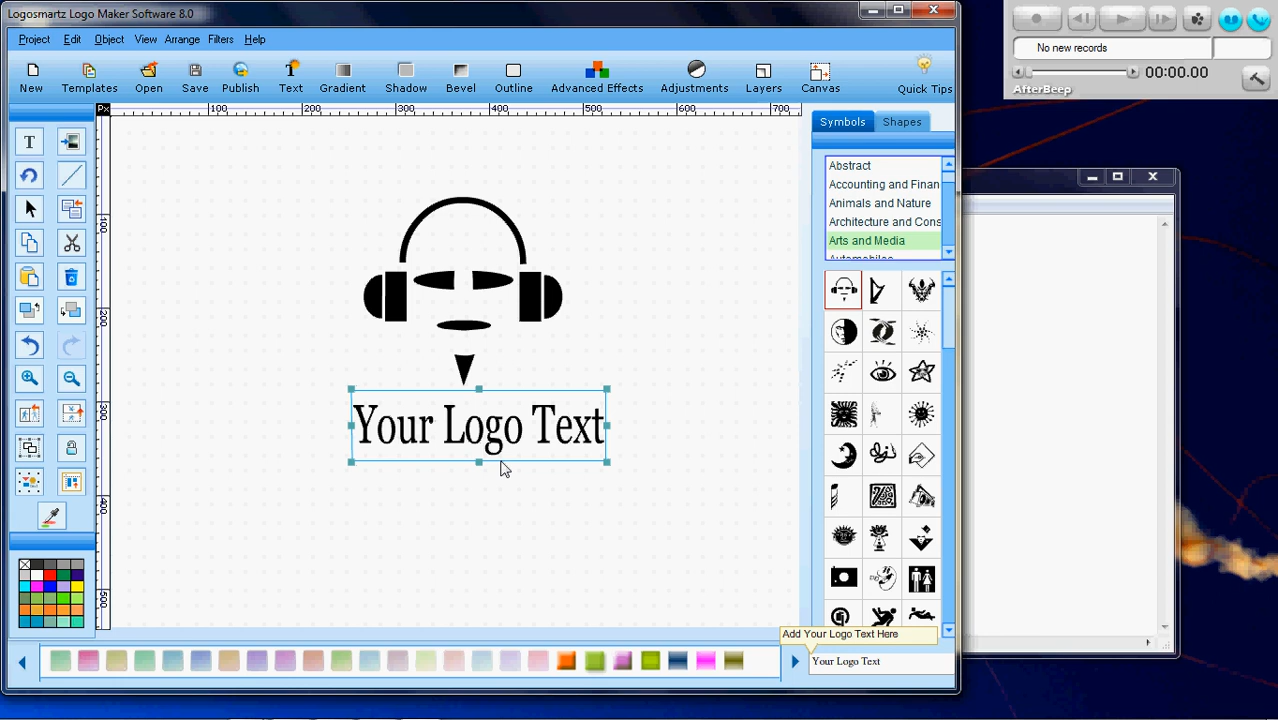 Logosmartz Logo Maker Software 8.0
Project Edit Object View Arrange Filters Help
New Templates Open Save Publish Text Gradient Shadow Bevel Outline Advanced Effects Adjustments Layers Canvas Quick Tips
Px 100 200 300 400 500 600 700
100
200
300
400
500
T
Symbols Shapes
Abstract
Accounting and Finan
Animals and Nature
Architecture and Cons
Arts and Media
Automobiles
Your Logo Text
Add Your Logo Text Here
Your Logo Text
No new records
00:00.00
AfterBeep